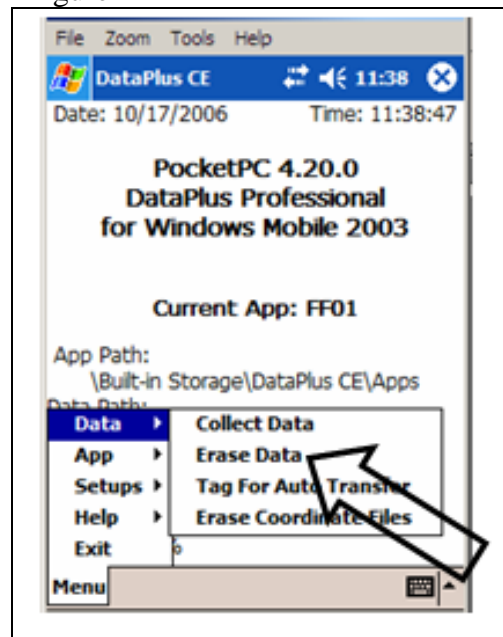 File Zoom Tools Help
DataPlus CE 11:38
Date: 10/17/2006 Time: 11:38:47
PocketPC 4.20.0
DataPlus Professional
for Windows Mobile 2003
Current App: FF01
App Path:
\Built-in Storage\DataPlus CE\Apps
Data Path:
Data
Collect Data
App
Erase Data
Setups
Tag For Auto Transfer
Help
Erase Coordinate Files
Exit
Menu